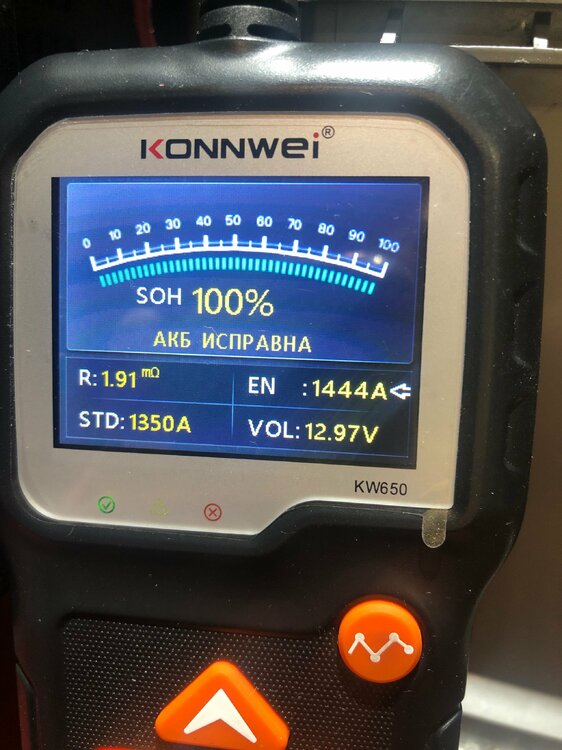 KONNWEI®
0 10 20 30 40 50 60 70 80 90 100
SOH 100%
АКБ ИСПРАВНА
R: 1.91 mΩ
EN : 1444A
STD: 1350A
VOL: 12.97V
KW650